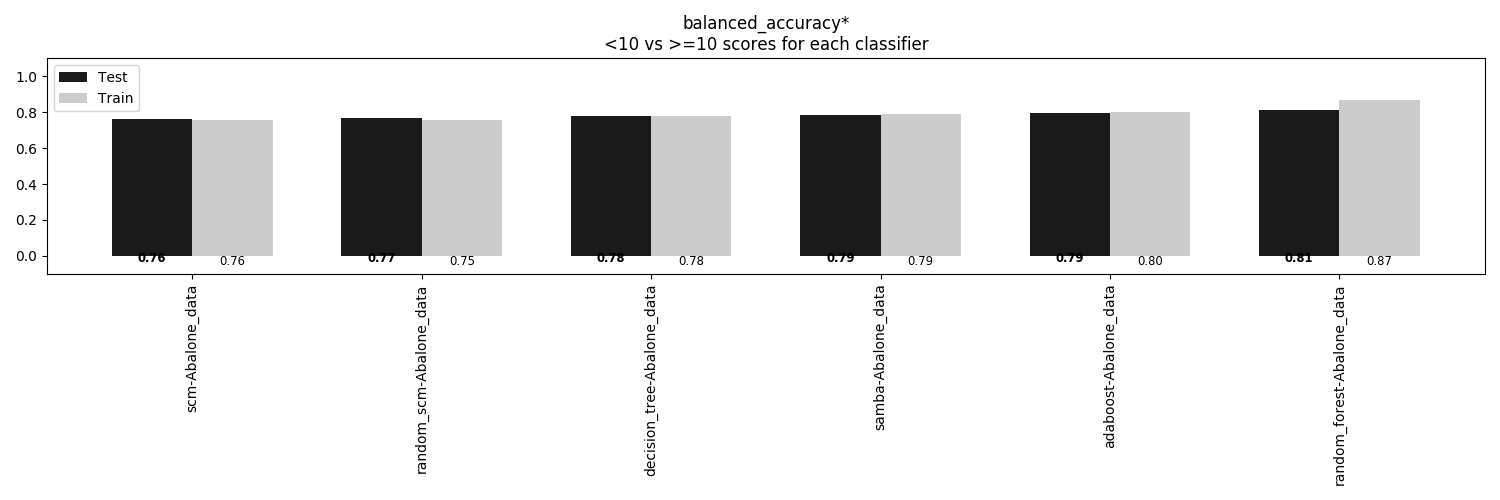 balanced_accuracy*
<10 vs >=10 scores for each classifier
Test
Train
1.0
0.8
0.6
0.4
0.2
0.0
0.76 0.76 0.77 0.75 0.78 0.78 0.79 0.79 0.79 0.80 0.81 0.87
scm-Abalone_data
random_scm-Abalone_data
decision_tree-Abalone_data
samba-Abalone_data
adaboost-Abalone_data
random_forest-Abalone_data